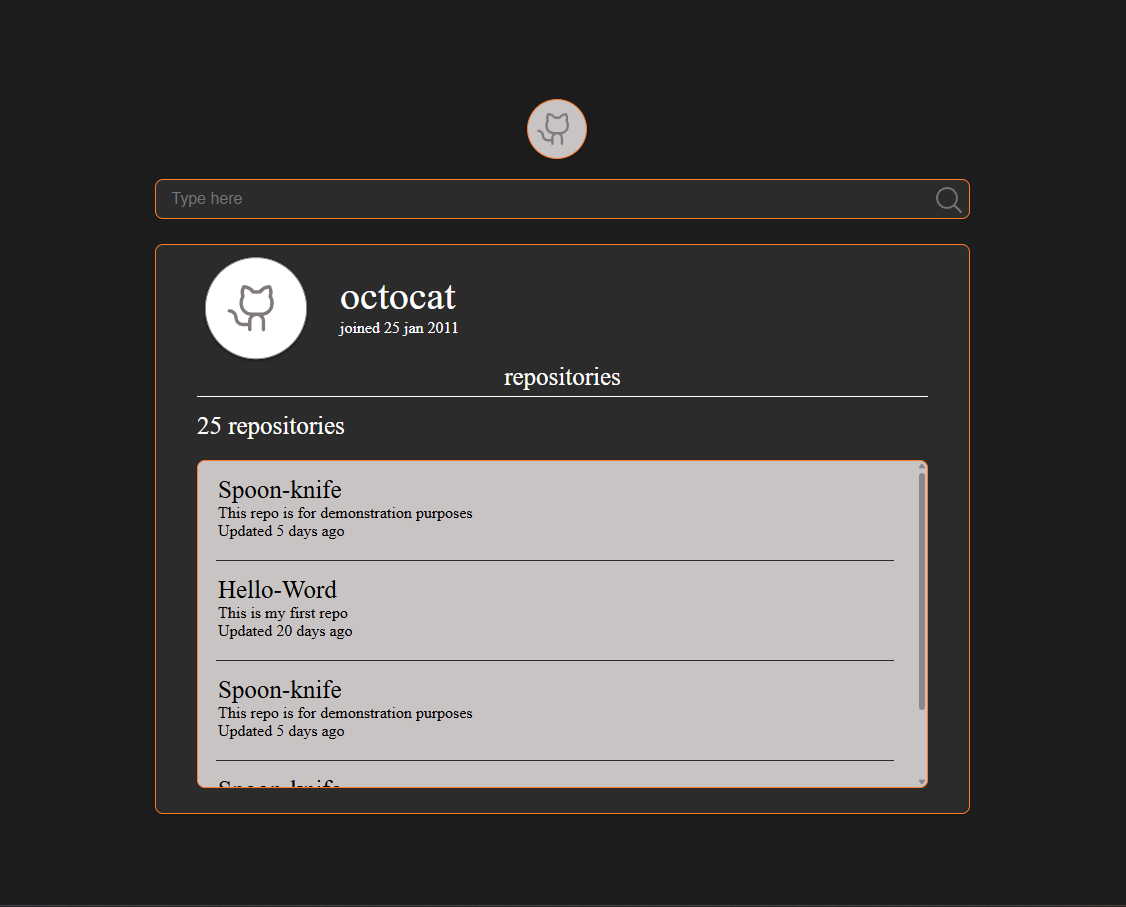 Type here
octocat
joined 25 jan 2011
repositories
25 repositories
Spoon-knife
This repo is for demonstration purposes
Updated 5 days ago
Hello-Word
This is my first repo
Updated 20 days ago
Spoon-knife
This repo is for demonstration purposes
Updated 5 days ago
Spoon-knife